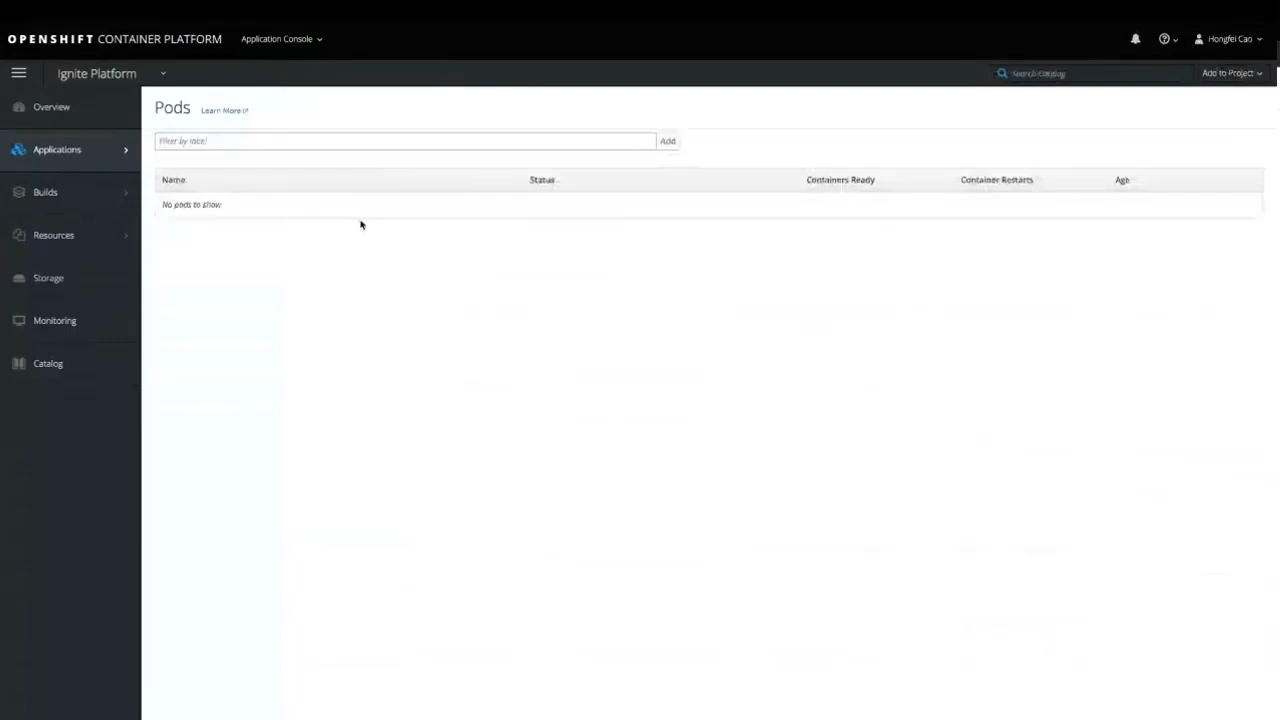 OPENSHIFT CONTAINER PLATFORM Application Console Hongfei Cao
Ignite Platform Search Catalog Add to Project
Overview
Applications
Builds
Resources
Storage
Monitoring
Catalog
Pods Learn More
Filter by label Add
Name Status Containers Ready Container Restarts Age
No pods to show